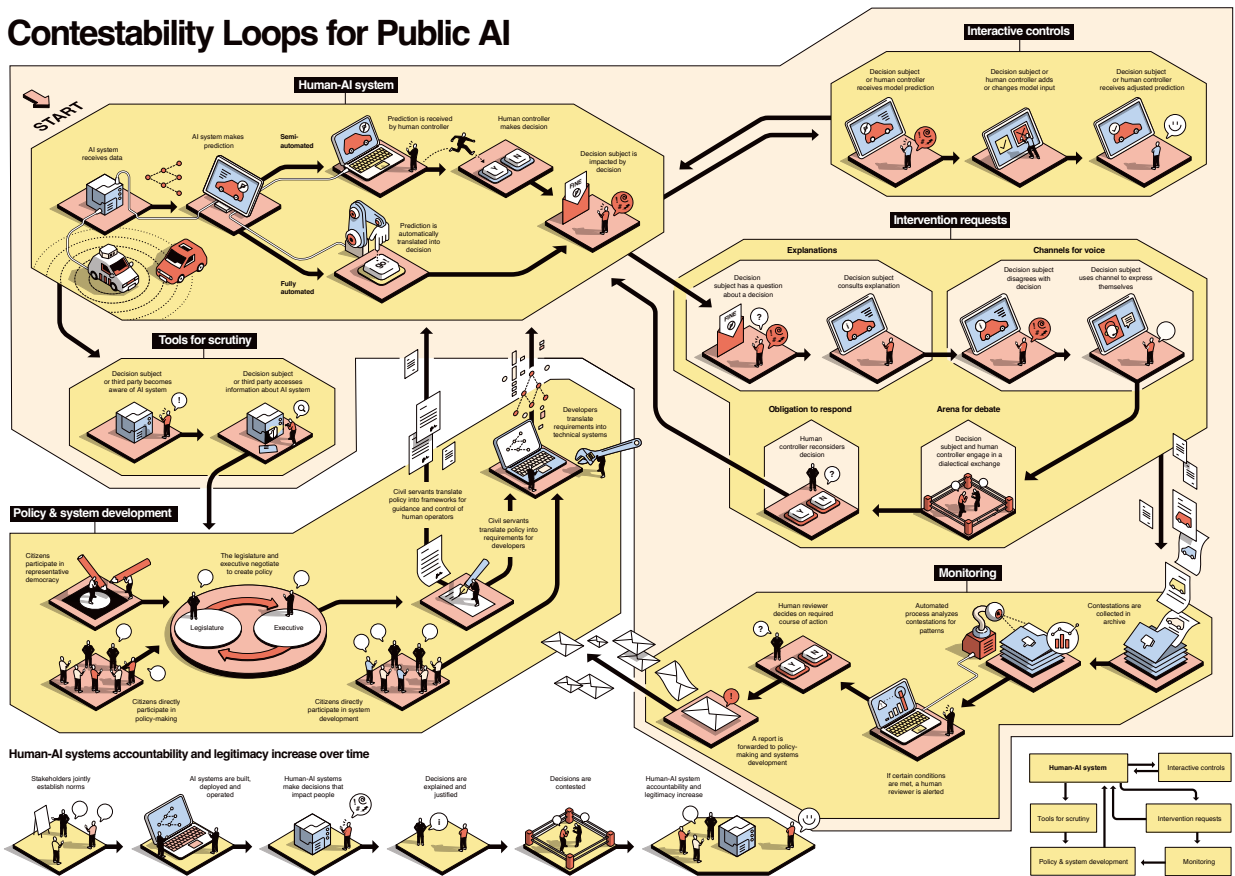 Contestability Loops for Public AI
START
Human-AI system
AI system
receives data
AI system makes
prediction
Semi-
automated
Prediction is received
by human controller
Human controller
makes decision
Fully
automated
Prediction is
automatically
translated into
decision
Decision subject is
impacted by
decision
FINE
Interactive controls
Decision subject
or human controller
receives model prediction
Decision subject or
human controller adds
or changes model input
Decision subject
or human controller
receives adjusted prediction
Intervention requests
Explanations
Channels for voice
Decision
subject has a question
about a decision
FINE
Decision subject
consults explanation
Decision subject
disagrees with
decision
Decision subject
uses channel to express
themselves
Obligation to respond
Arena for debate
Human
controller reconsiders
decision
Decision
subject and human
controller engage in a
dialectical exchange
Tools for scrutiny
Decision subject
or third party becomes
aware of AI system
Decision subject
or third party accesses
information about AI system
Policy & system development
Citizens
participate in
representative
democracy
The legislature and
executive negotiate
to create policy
Legislature
Executive
Citizens directly
participate in
policy-making
Citizens directly
participate in system
development
Civil servants translate
policy into frameworks for
guidance and control of
human operators
Civil servants
translate policy into
requirements for
developers
Developers
translate
requirements into
technical systems
Monitoring
Contestations are
collected in
archive
Automated
process analyzes
contestations for
patterns
If certain conditions
are met, a human
reviewer is alerted
Human reviewer
decides on required
course of action
A report is
forwarded to policy-
making and systems
development
Human-AI systems accountability and legitimacy increase over time
Stakeholders jointly
establish norms
AI systems are built,
deployed and
operated
Human-AI systems
make decisions that
impact people
Decisions are
explained and
justified
Decisions are
contested
Human-AI system
accountability and
legitimacy increase
Human-AI system
Interactive controls
Tools for scrutiny
Intervention requests
Policy & system development
Monitoring